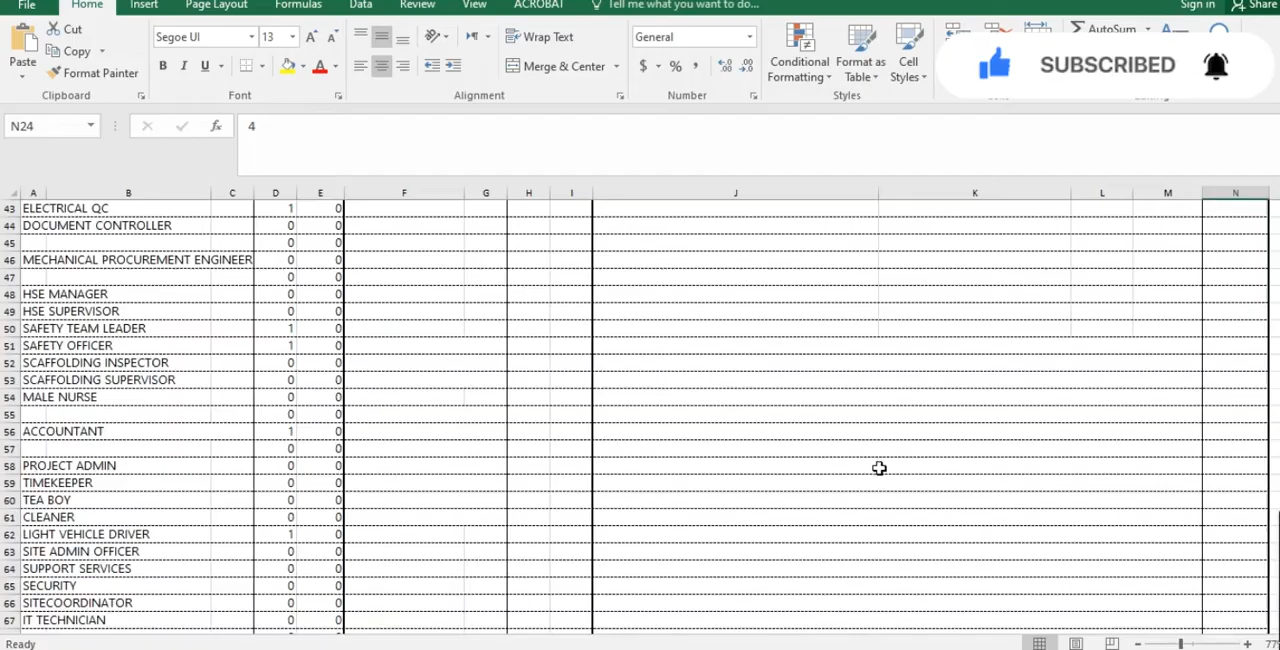 File Home Insert Page Layout Formulas Data Review View ACROBAT Tell me what you want to do... Sign in Share
Cut
Copy
Format Painter
Paste
Clipboard
Segoe UI 13
B I U
Font
Wrap Text
Merge & Center
Alignment
General
$ % ,
Number
Conditional Formatting
Format as Table
Cell Styles
Styles
AutoSum
SUBSCRIBED
N24 fx 4
A B C D E F G H I J K L M N
43 ELECTRICAL QC 1 0
44 DOCUMENT CONTROLLER 0 0
45 0 0
46 MECHANICAL PROCUREMENT ENGINEER 0 0
47 0 0
48 HSE MANAGER 0 0
49 HSE SUPERVISOR 0 0
50 SAFETY TEAM LEADER 1 0
51 SAFETY OFFICER 1 0
52 SCAFFOLDING INSPECTOR 0 0
53 SCAFFOLDING SUPERVISOR 0 0
54 MALE NURSE 0 0
55 0 0
56 ACCOUNTANT 1 0
57 0 0
58 PROJECT ADMIN 0 0
59 TIMEKEEPER 0 0
60 TEA BOY 0 0
61 CLEANER 0 0
62 LIGHT VEHICLE DRIVER 1 0
63 SITE ADMIN OFFICER 0 0
64 SUPPORT SERVICES 0 0
65 SECURITY 0 0
66 SITECOORDINATOR 0 0
67 IT TECHNICIAN 0 0
Ready